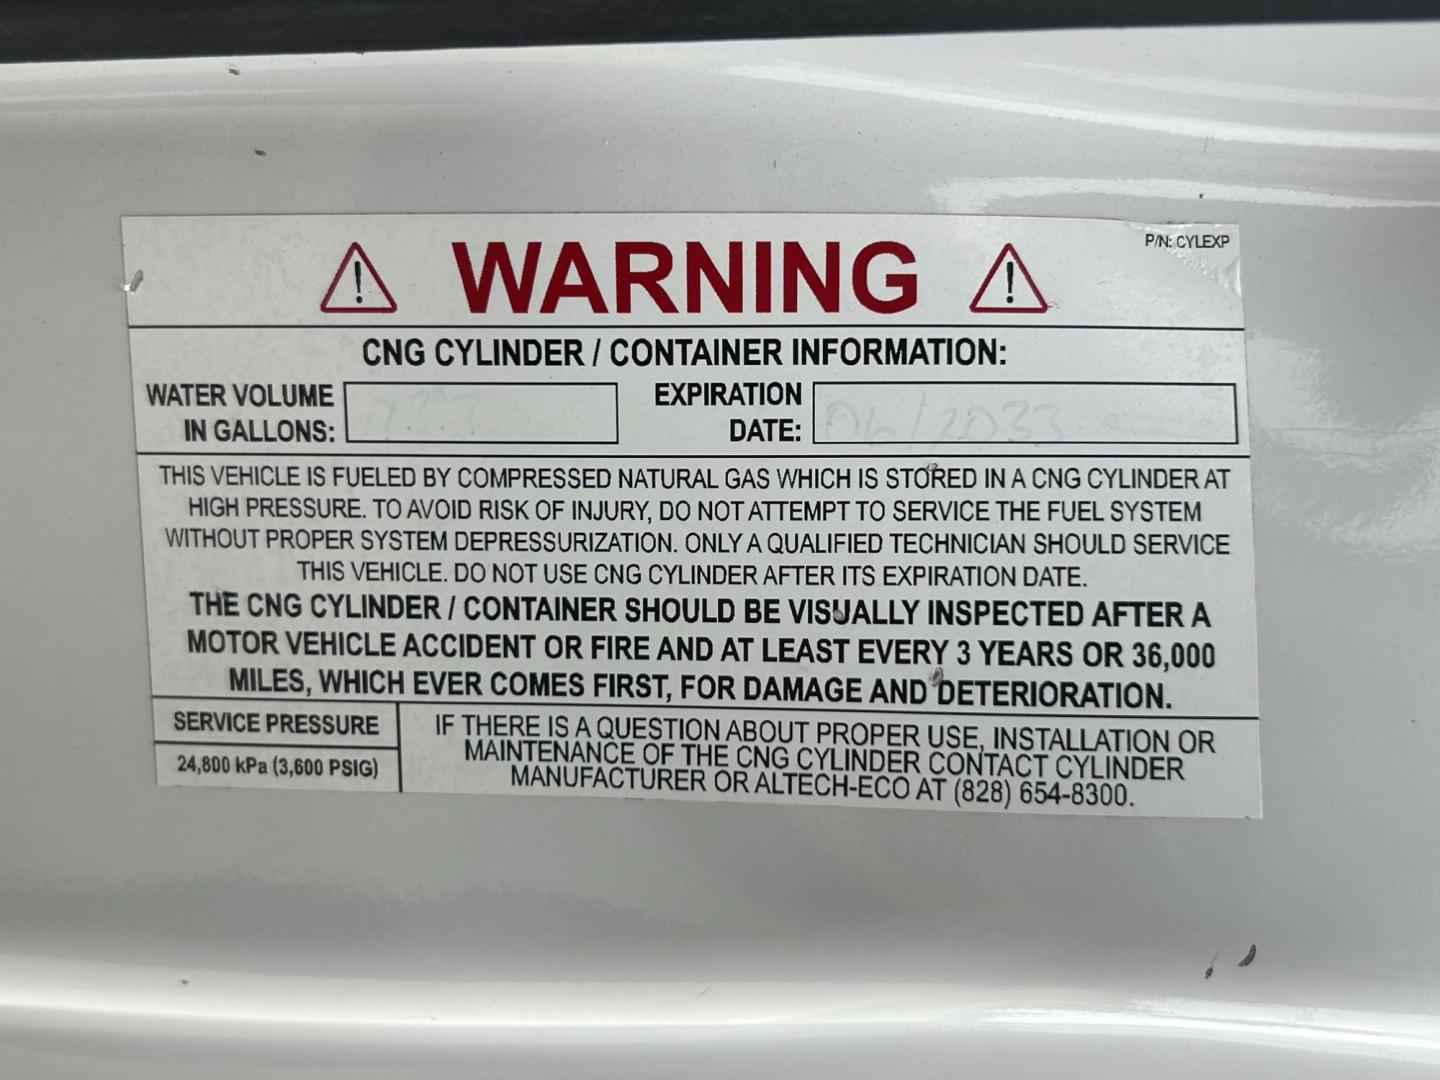 P/N: CYLEXP
WARNING
CNG CYLINDER / CONTAINER INFORMATION:
WATER VOLUME
IN GALLONS:
EXPIRATION
DATE: 06/2033
THIS VEHICLE IS FUELED BY COMPRESSED NATURAL GAS WHICH IS STORED IN A CNG CYLINDER AT
HIGH PRESSURE. TO AVOID RISK OF INJURY, DO NOT ATTEMPT TO SERVICE THE FUEL SYSTEM
WITHOUT PROPER SYSTEM DEPRESSURIZATION. ONLY A QUALIFIED TECHNICIAN SHOULD SERVICE
THIS VEHICLE. DO NOT USE CNG CYLINDER AFTER ITS EXPIRATION DATE.
THE CNG CYLINDER / CONTAINER SHOULD BE VISUALLY INSPECTED AFTER A
MOTOR VEHICLE ACCIDENT OR FIRE AND AT LEAST EVERY 3 YEARS OR 36,000
MILES, WHICH EVER COMES FIRST, FOR DAMAGE AND DETERIORATION.
SERVICE PRESSURE
24,800 kPa (3,600 PSIG)
IF THERE IS A QUESTION ABOUT PROPER USE, INSTALLATION OR
MAINTENANCE OF THE CNG CYLINDER CONTACT CYLINDER
MANUFACTURER OR ALTECH-ECO AT (828) 654-8300.